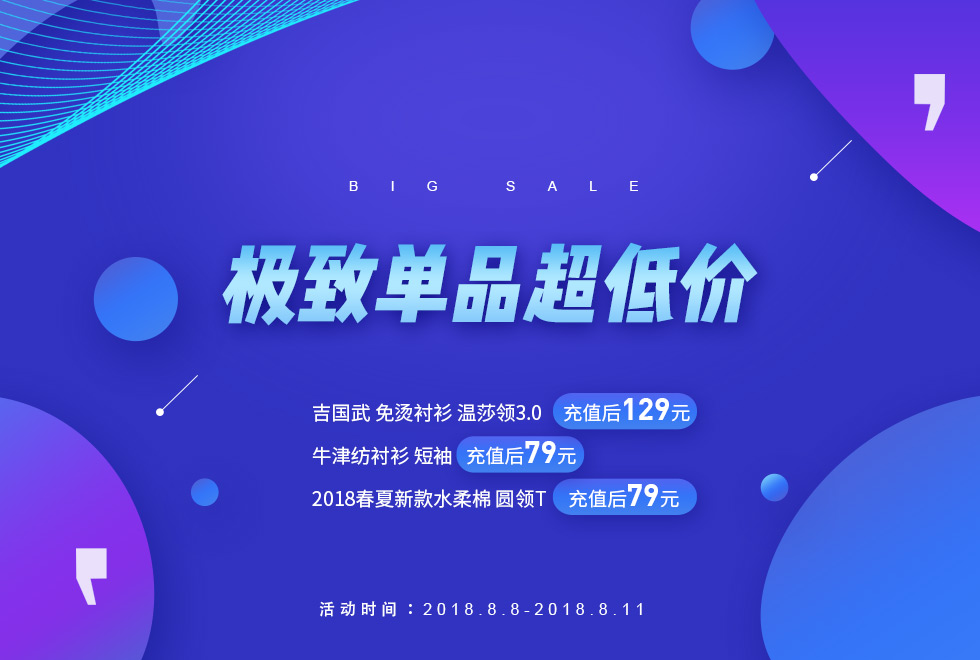 BIG SALE
极致单品超低价
吉国武 免烫衬衫 温莎领3.0 充值后129元
牛津纺衬衫 短袖 充值后79元
2018春夏新款水柔棉 圆领T 充值后79元
活动时间：2018.8.8-2018.8.11